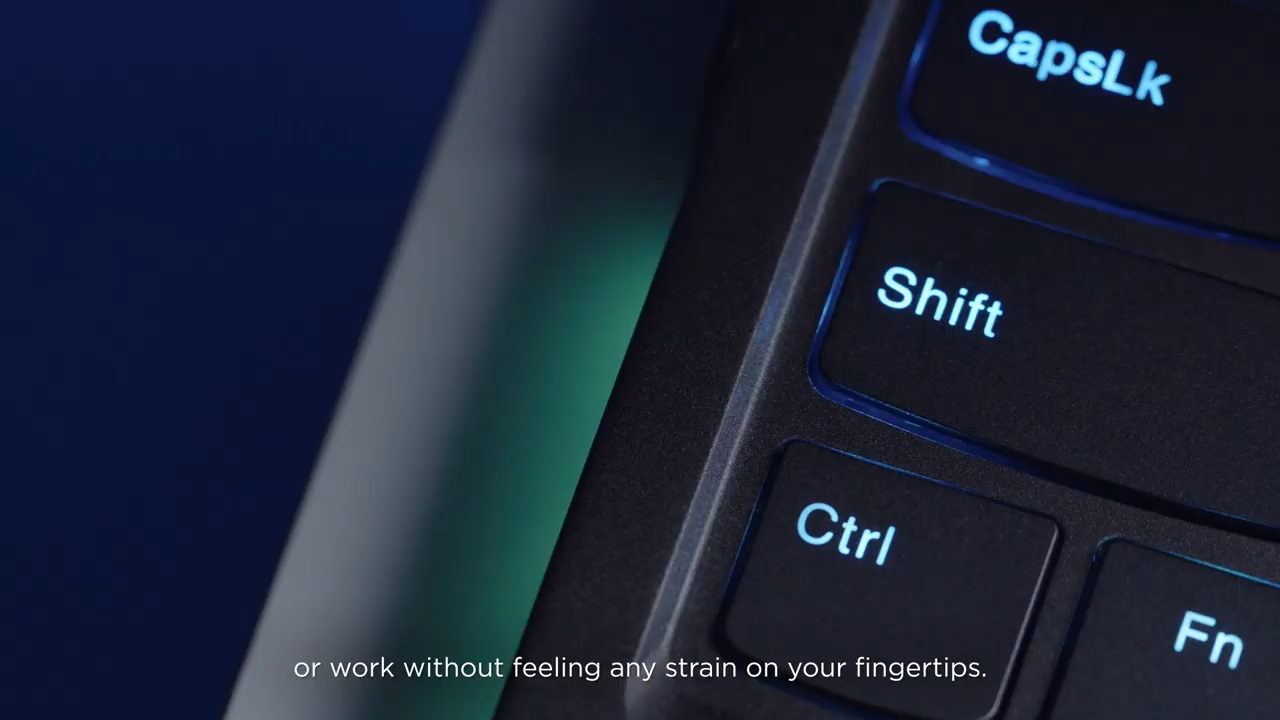 CapsLk
Shift
Ctrl
Fn
or work without feeling any strain on your fingertips.